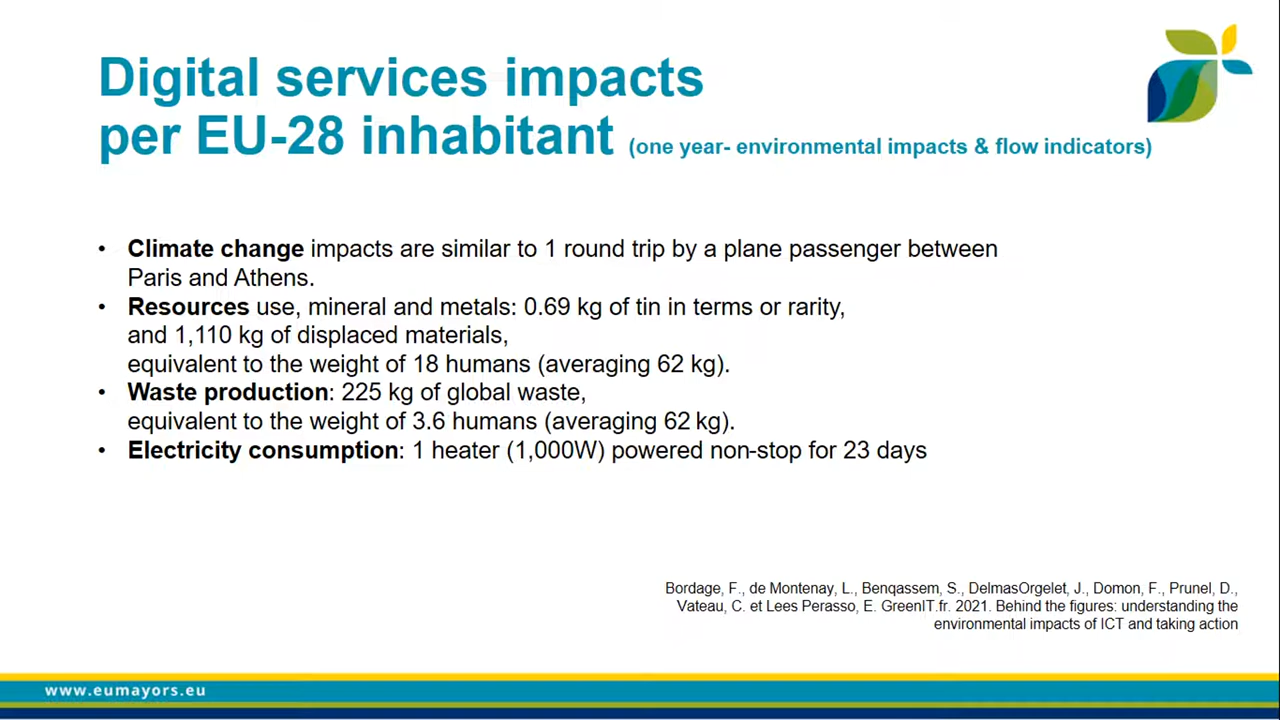 Digital services impacts
per EU-28 inhabitant (one year- environmental impacts & flow indicators)
• Climate change impacts are similar to 1 round trip by a plane passenger between
Paris and Athens.
• Resources use, mineral and metals: 0.69 kg of tin in terms or rarity,
and 1,110 kg of displaced materials,
equivalent to the weight of 18 humans (averaging 62 kg).
• Waste production: 225 kg of global waste,
equivalent to the weight of 3.6 humans (averaging 62 kg).
• Electricity consumption: 1 heater (1,000W) powered non-stop for 23 days
Bordage, F., de Montenay, L., Benqassem, S., DelmasOrgelet, J., Domon, F., Prunel, D.,
Vateau, C. et Lees Perasso, E. GreenIT.fr. 2021. Behind the figures: understanding the
environmental impacts of ICT and taking action
www.eumayors.eu